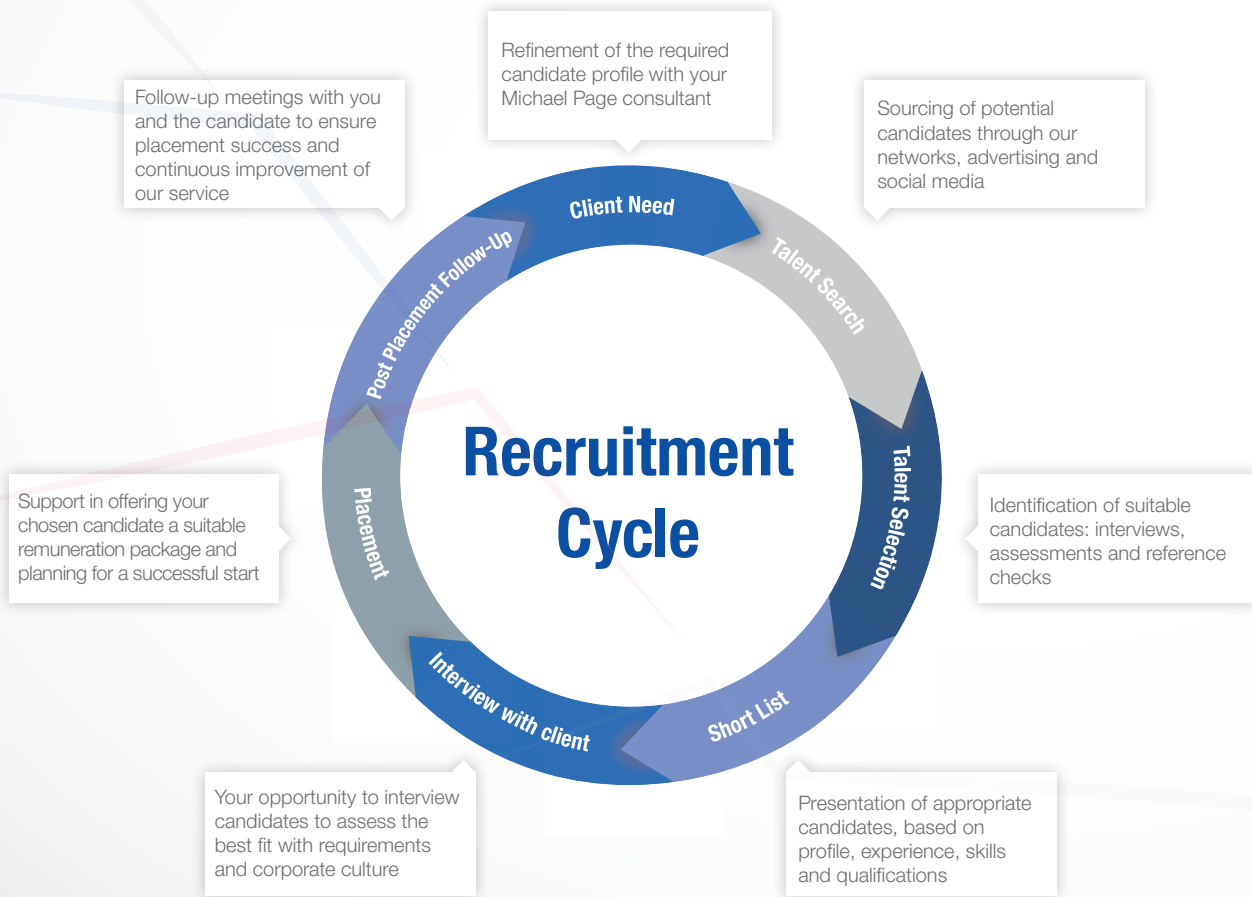 Refinement of the required
candidate profile with your
Michael Page consultant
Follow-up meetings with you
and the candidate to ensure
placement success and
continuous improvement of
our service
Sourcing of potential
candidates through our
networks, advertising and
social media
Client Need
Talent Search
Post Placement Follow-Up
Recruitment
Cycle
Talent Selection
Placement
Support in offering your
chosen candidate a suitable
remuneration package and
planning for a successful start
Identification of suitable
candidates: interviews,
assessments and reference
checks
Interview with client
Short List
Your opportunity to interview
candidates to assess the
best fit with requirements
and corporate culture
Presentation of appropriate
candidates, based on
profile, experience, skills
and qualifications